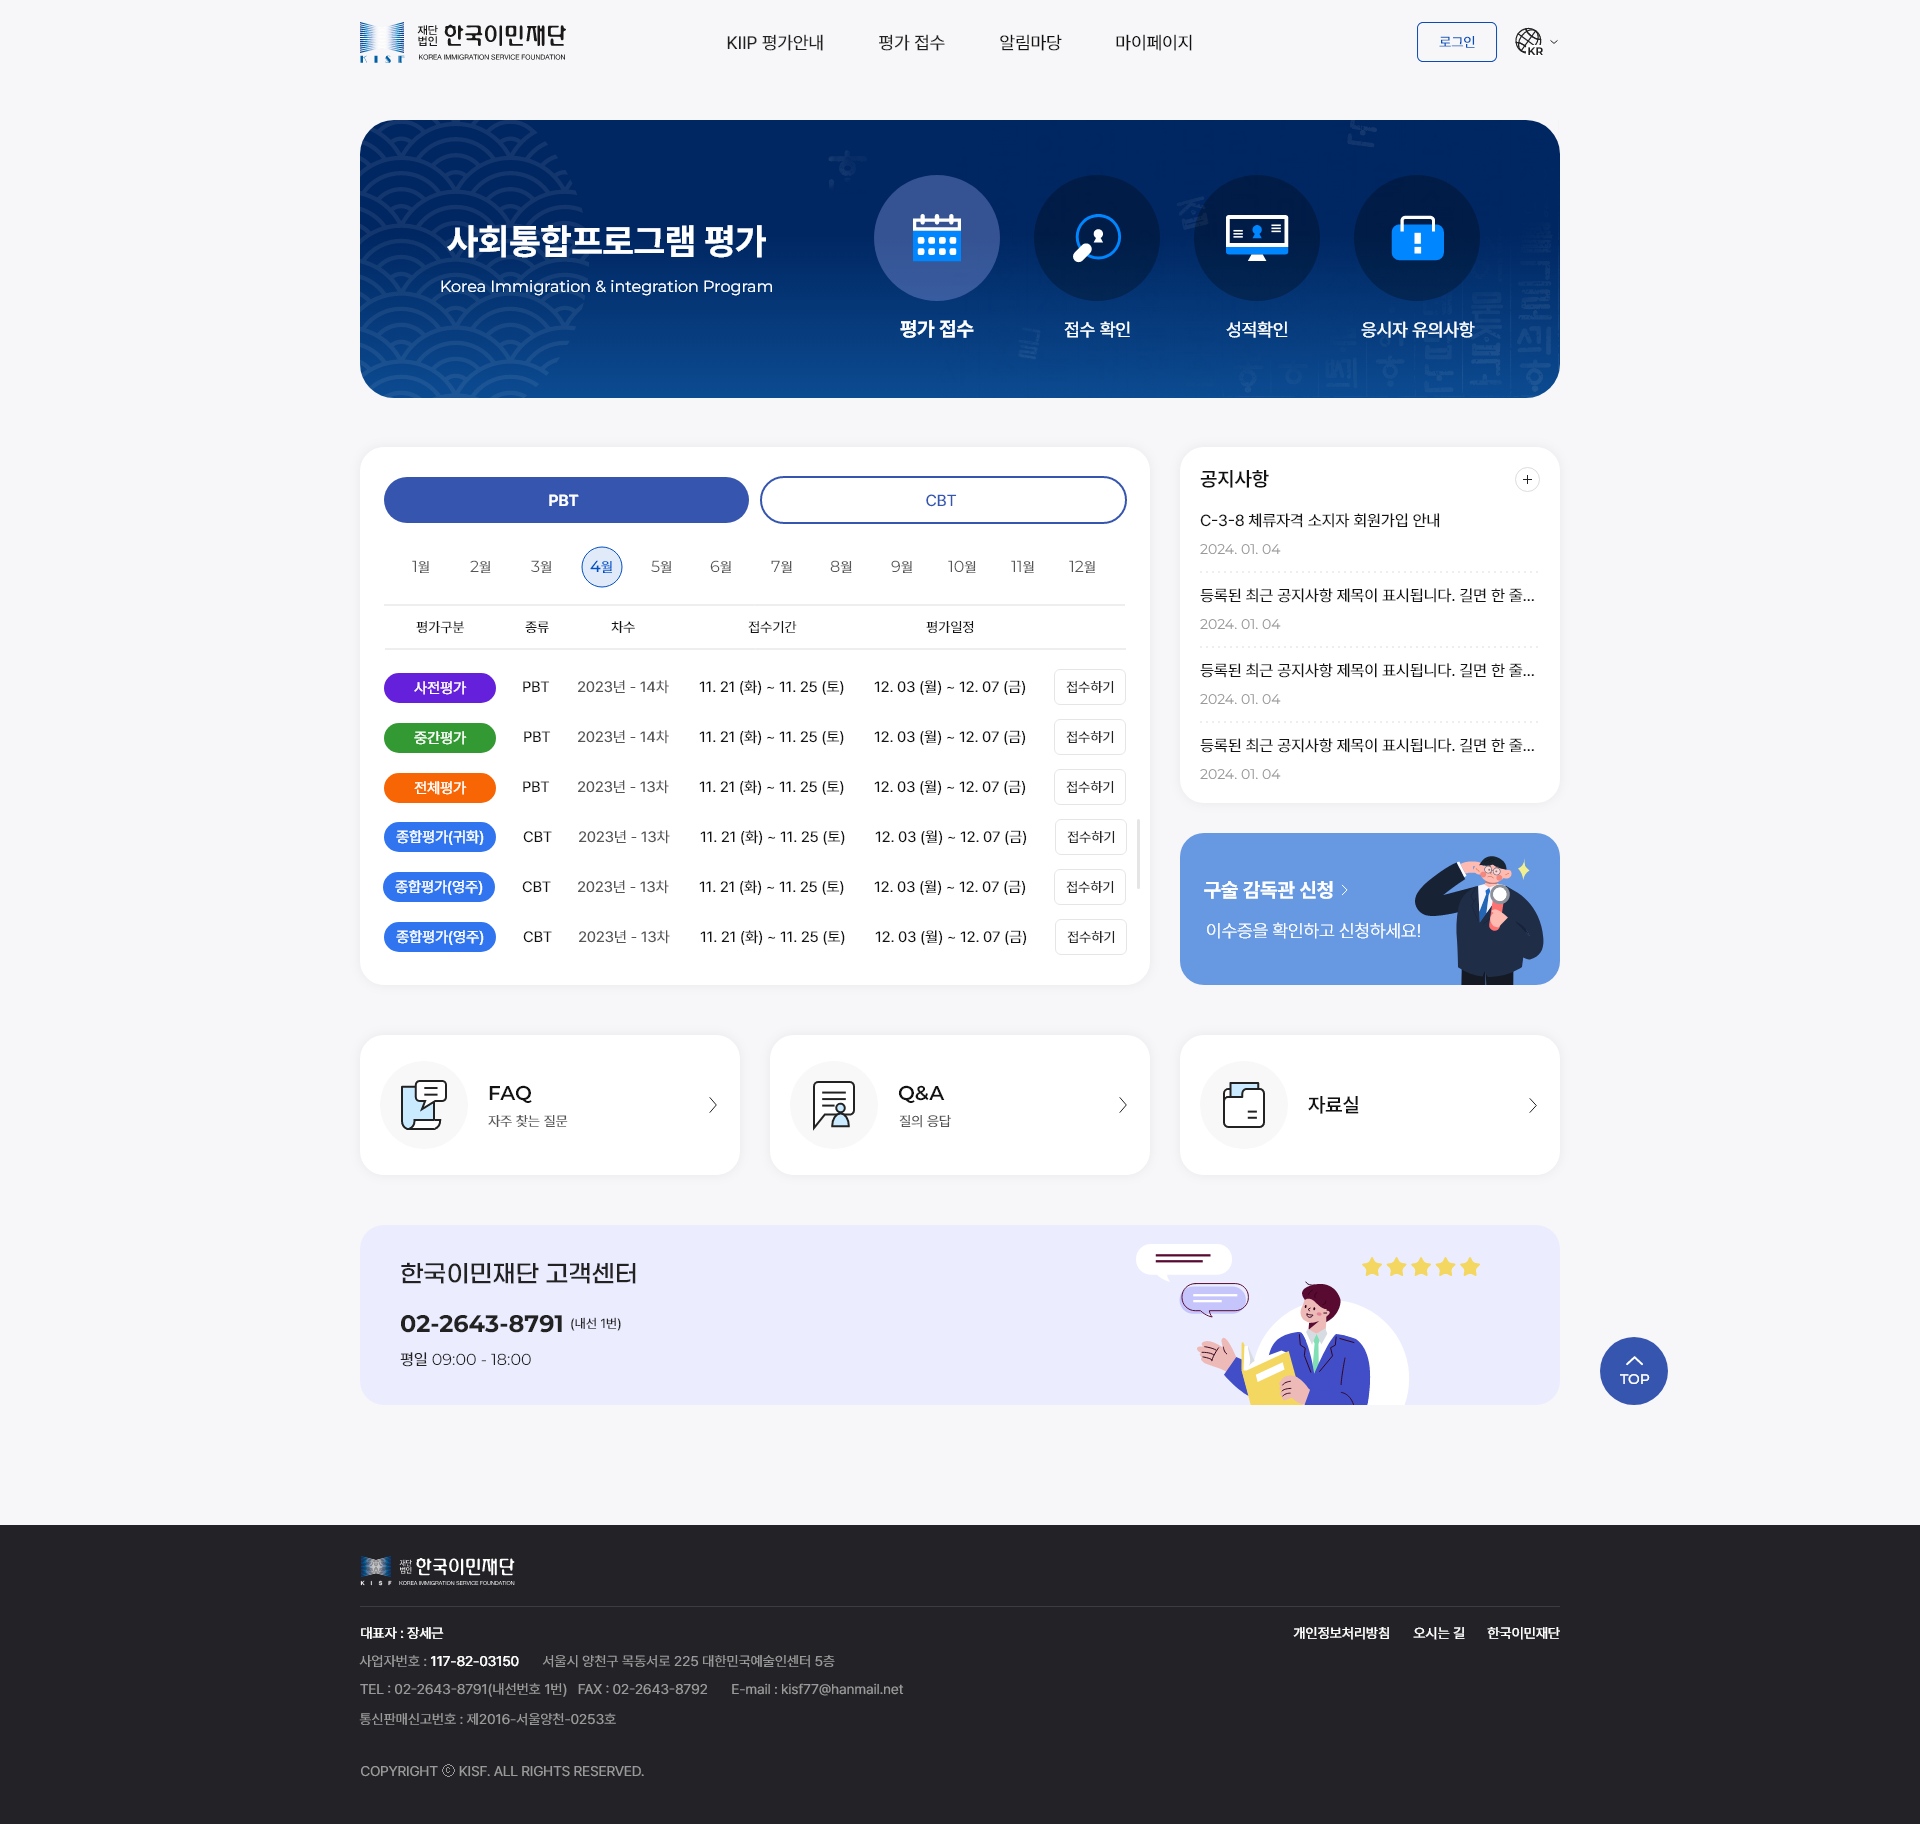 재단
법인 한국이민재단
KOREA IMMIGRATION SERVICE FOUNDATION
KISF
KIIP 평가안내 평가 접수 알림마당 마이페이지
로그인
KR
사회통합프로그램 평가
Korea Immigration & integration Program
평가 접수 접수 확인 성적확인 응시자 유의사항
PBT CBT
1월 2월 3월 4월 5월 6월 7월 8월 9월 10월 11월 12월
평가구분 종류 차수 접수기간 평가일정
사전평가 PBT 2023년 - 14차 11. 21 (화) ~ 11. 25 (토) 12. 03 (월) ~ 12. 07 (금) 접수하기
중간평가 PBT 2023년 - 14차 11. 21 (화) ~ 11. 25 (토) 12. 03 (월) ~ 12. 07 (금) 접수하기
전체평가 PBT 2023년 - 13차 11. 21 (화) ~ 11. 25 (토) 12. 03 (월) ~ 12. 07 (금) 접수하기
종합평가(귀화) CBT 2023년 - 13차 11. 21 (화) ~ 11. 25 (토) 12. 03 (월) ~ 12. 07 (금) 접수하기
종합평가(영주) CBT 2023년 - 13차 11. 21 (화) ~ 11. 25 (토) 12. 03 (월) ~ 12. 07 (금) 접수하기
종합평가(영주) CBT 2023년 - 13차 11. 21 (화) ~ 11. 25 (토) 12. 03 (월) ~ 12. 07 (금) 접수하기
공지사항
C-3-8 체류자격 소지자 회원가입 안내
2024. 01. 04
등록된 최근 공지사항 제목이 표시됩니다. 길면 한 줄...
2024. 01. 04
등록된 최근 공지사항 제목이 표시됩니다. 길면 한 줄...
2024. 01. 04
등록된 최근 공지사항 제목이 표시됩니다. 길면 한 줄...
2024. 01. 04
구술 감독관 신청
이수증을 확인하고 신청하세요!
FAQ
자주 찾는 질문
Q&A
질의 응답
자료실
한국이민재단 고객센터
02-2643-8791 (내선 1번)
평일 09:00 - 18:00
TOP
재단
법인 한국이민재단
KISF KOREA IMMIGRATION SERVICE FOUNDATION
대표자 : 장세근
개인정보처리방침 오시는 길 한국이민재단
사업자번호 : 117-82-03150 서울시 양천구 목동서로 225 대한민국예술인센터 5층
TEL : 02-2643-8791(내선번호 1번) FAX : 02-2643-8792 E-mail : kisf77@hanmail.net
통신판매신고번호 : 제2016-서울양천-0253호
COPYRIGHT ⓒ KISF. ALL RIGHTS RESERVED.